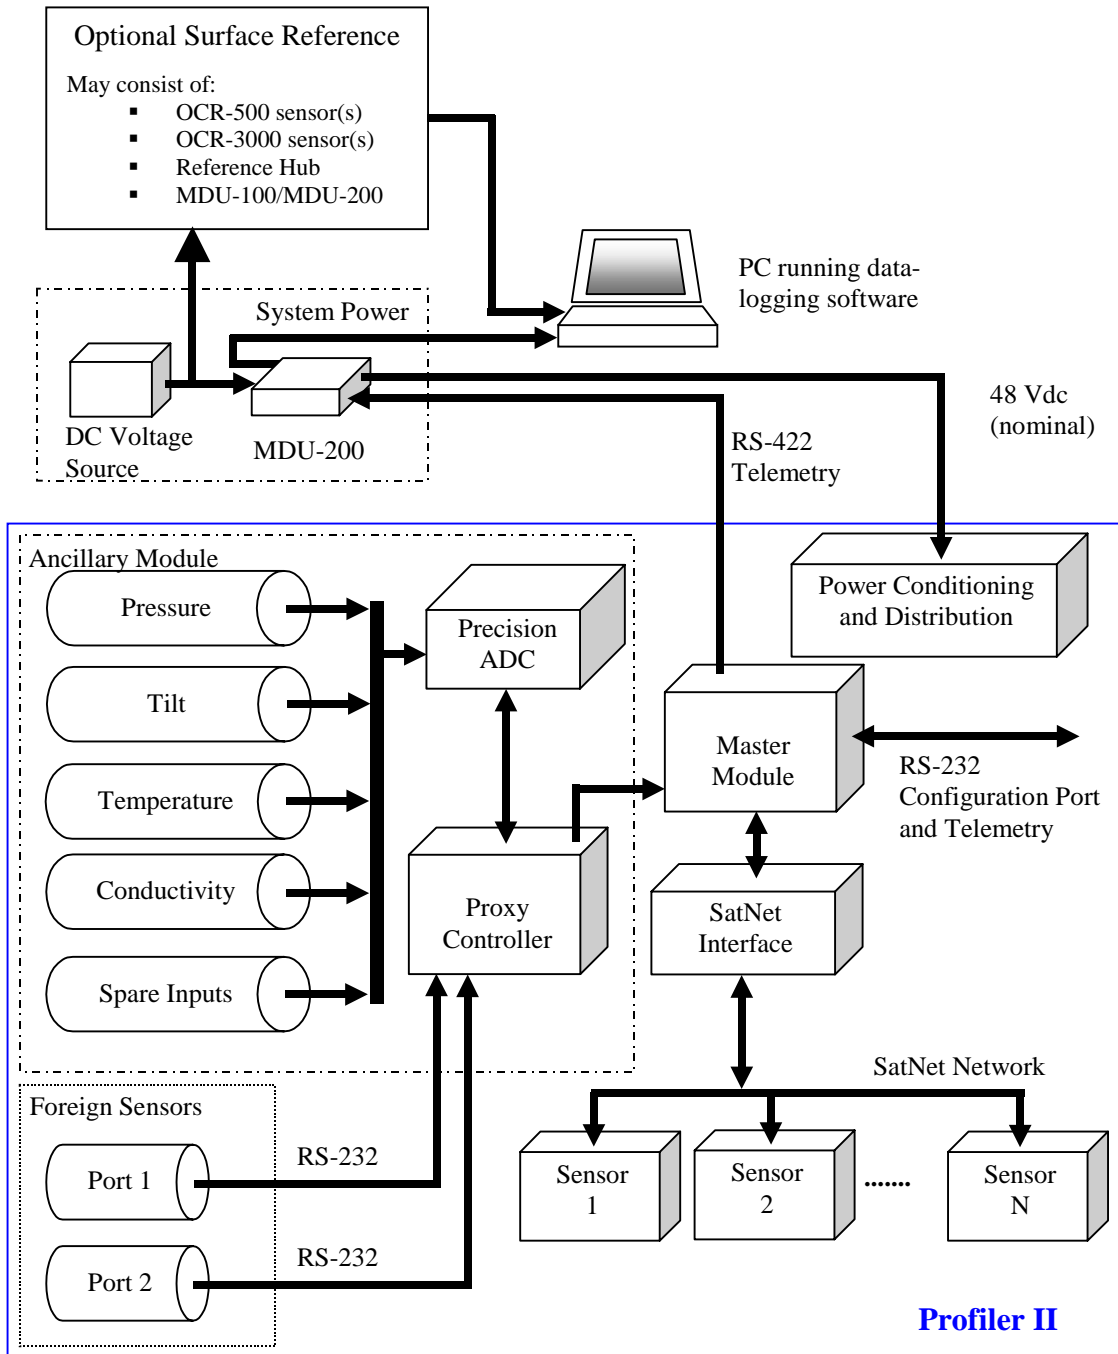 Optional Surface Reference
May consist of:
▪ OCR-500 sensor(s)
▪ OCR-3000 sensor(s)
▪ Reference Hub
▪ MDU-100/MDU-200
PC running data-
logging software
System Power
DC Voltage
Source
MDU-200
48 Vdc
(nominal)
RS-422
Telemetry
Ancillary Module
Pressure
Tilt
Temperature
Conductivity
Spare Inputs
Precision
ADC
Proxy
Controller
Power Conditioning
and Distribution
Master
Module
RS-232
Configuration Port
and Telemetry
SatNet
Interface
SatNet Network
Foreign Sensors
Port 1
RS-232
Port 2
RS-232
Sensor
1
Sensor
2
.......
Sensor
N
Profiler II